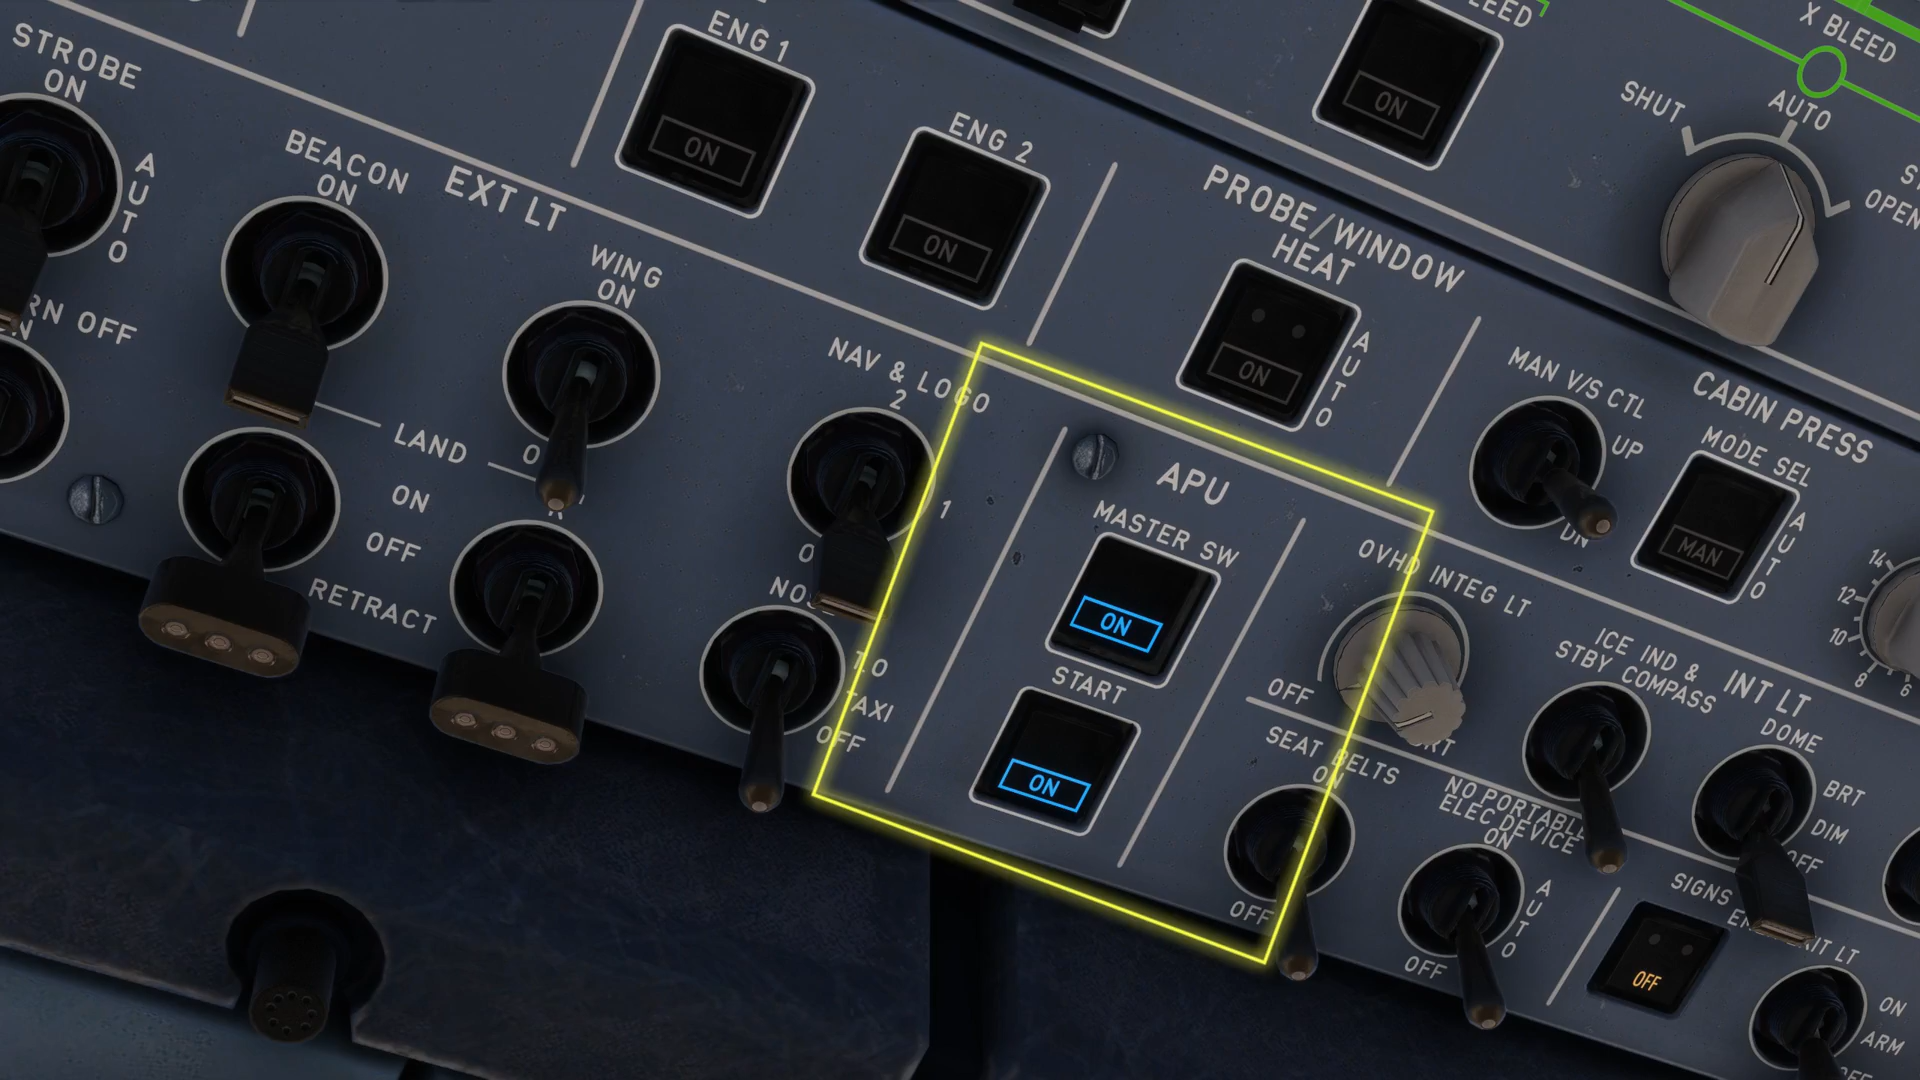 STROBE
ON
AUTO
RN OFF
BEACON
ON
EXT LT
WING
ON
LAND
ON
OFF
RETRACT
NAV & LOGO
2
1
T.O
TAXI
OFF
ENG 1
ON
ENG 2
ON
ON
X BLEED
SHUT
AUTO
OPEN
PROBE/WINDOW
HEAT
ON
AUTO
MAN V/S CTL
UP
DN
CABIN PRESS
MODE SEL
MAN
AUTO
14
12
10
8
6
APU
MASTER SW
ON
START
ON
OVHD INTEG LT
OFF
SEAT BELTS
ON
OFF
ICE IND &
STBY COMPASS
INT LT
DOME
BRT
DIM
OFF
NO PORTABLE
ELEC DEVICE
ON
AUTO
OFF
SIGNS
OFF
ON
ARM